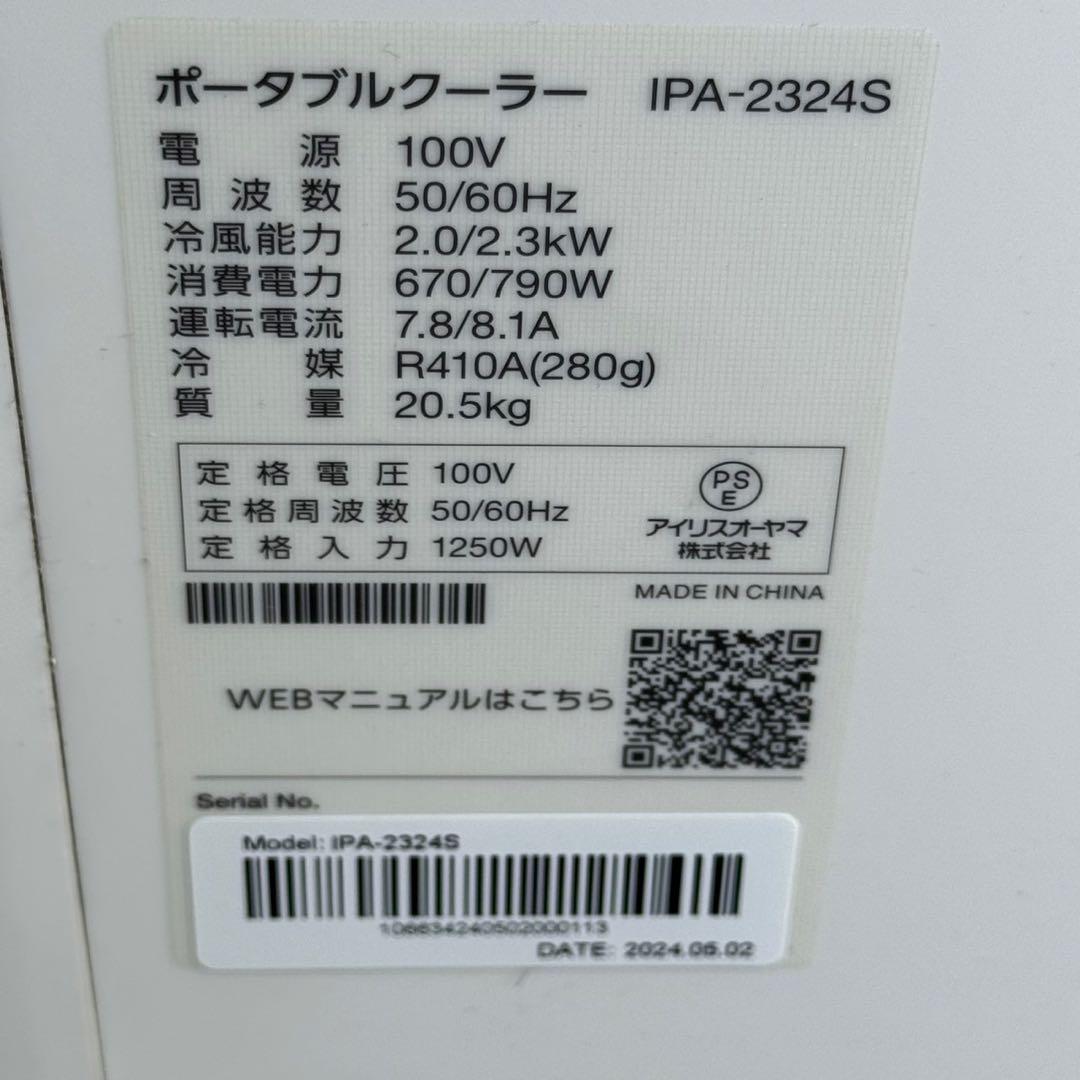 ポータブルクーラー IPA-2324S
電源 100V
周波数 50/60Hz
冷風能力 2.0/2.3kW
消費電力 670/790W
運転電流 7.8/8.1A
冷媒 R410A(280g)
質量 20.5kg
定格電圧 100V
定格周波数 50/60Hz
定格入力 1250W
PSE
アイリスオーヤマ
株式会社
MADE IN CHINA
WEBマニュアルはこちら
Serial No.
Model: IPA-2324S
DATE: